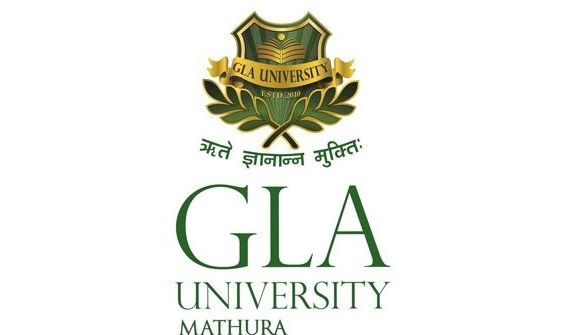 GLA UNIVERSITY
ESTD. 2010
ऋते ज्ञानान्न मुक्तिः
GLA
UNIVERSITY
MATHURA